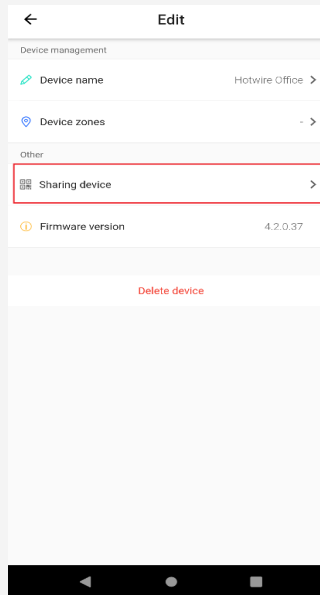 Edit
Device management
Device name Hotwire Office
Device zones -
Other
Sharing device
Firmware version 4.2.0.37
Delete device